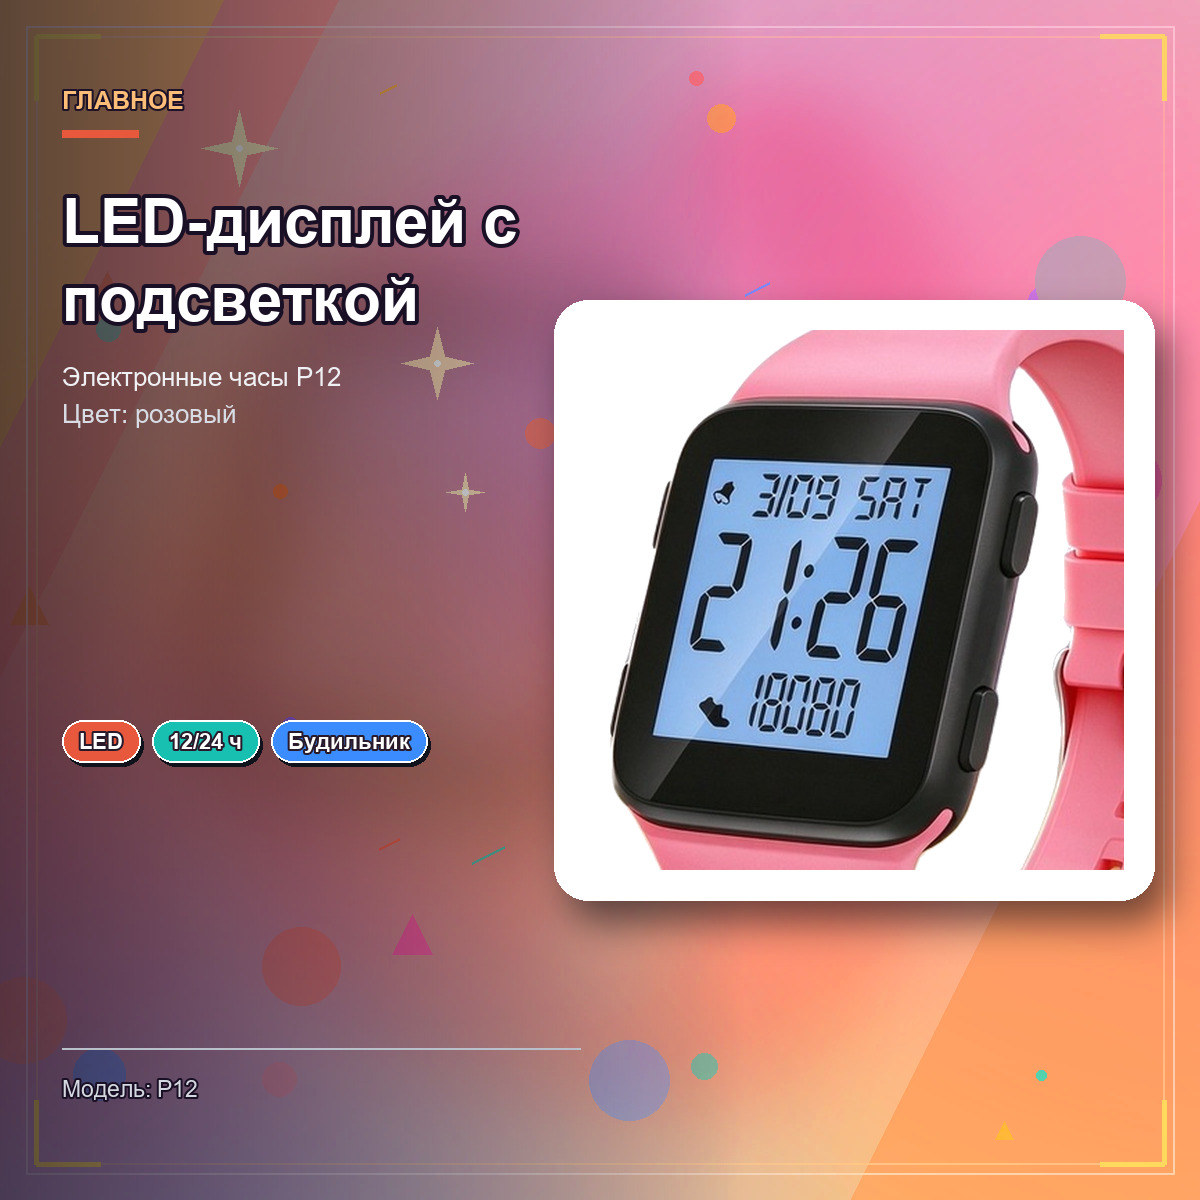 ГЛАВНОЕ
LED-дисплей с
подсветкой
Электронные часы P12
Цвет: розовый
3/09 SAT
21:26
18080
LED
12/24 ч
Будильник
Модель: P12